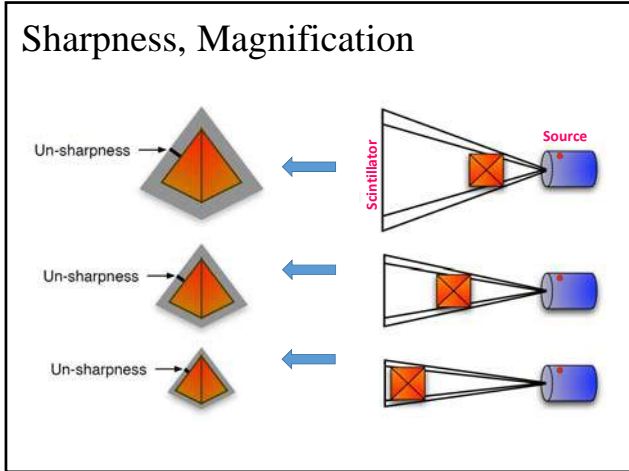 Sharpness, Magnification
Un-sharpness
Scintillator
Source
Un-sharpness
Un-sharpness